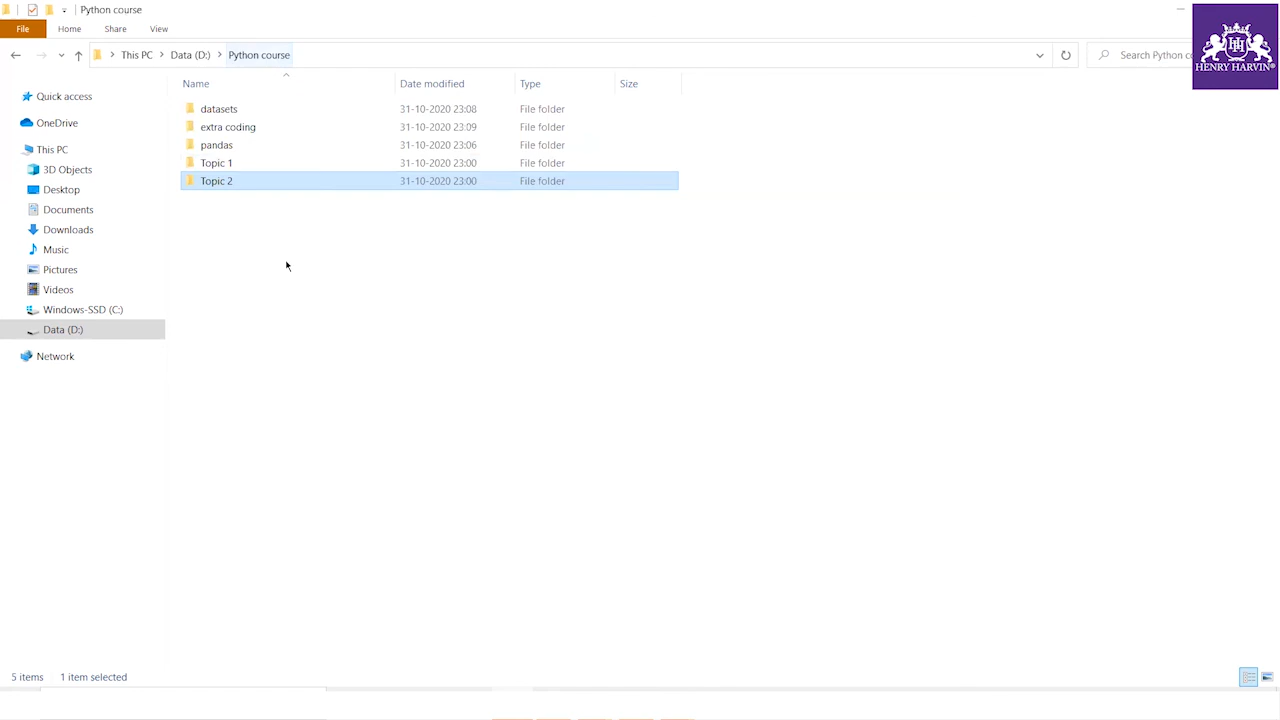 Python course
File Home Share View
This PC Data (D:) Python course
Search Python c
HENRY HARVIN®
Name Date modified Type Size
Quick access
OneDrive
This PC
3D Objects
Desktop
Documents
Downloads
Music
Pictures
Videos
Windows-SSD (C:)
Data (D:)
Network
datasets 31-10-2020 23:08 File folder
extra coding 31-10-2020 23:09 File folder
pandas 31-10-2020 23:06 File folder
Topic 1 31-10-2020 23:00 File folder
Topic 2 31-10-2020 23:00 File folder
5 items 1 item selected